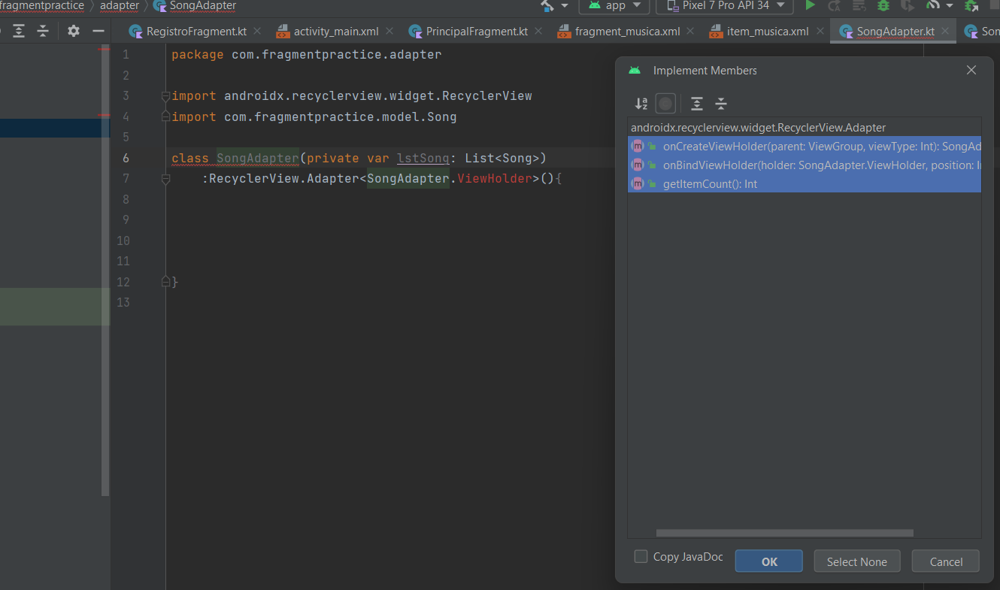 fragmentpractice adapter SongAdapter app Pixel 7 Pro API 34
RegistroFragment.kt activity_main.xml PrincipalFragment.kt fragment_musica.xml item_musica.xml SongAdapter.kt Son
1 package com.fragmentpractice.adapter
2
3 import androidx.recyclerview.widget.RecyclerView
4 import com.fragmentpractice.model.Song
5
6 class SongAdapter(private var lstSong: List<Song>)
7 :RecyclerView.Adapter<SongAdapter.ViewHolder>(){
8
9
10
11
12 }
13
Implement Members
androidx.recyclerview.widget.RecyclerView.Adapter
onCreateViewHolder(parent: ViewGroup, viewType: Int): SongAd
onBindViewHolder(holder: SongAdapter.ViewHolder, position: I
getItemCount(): Int
Copy JavaDoc
OK
Select None
Cancel